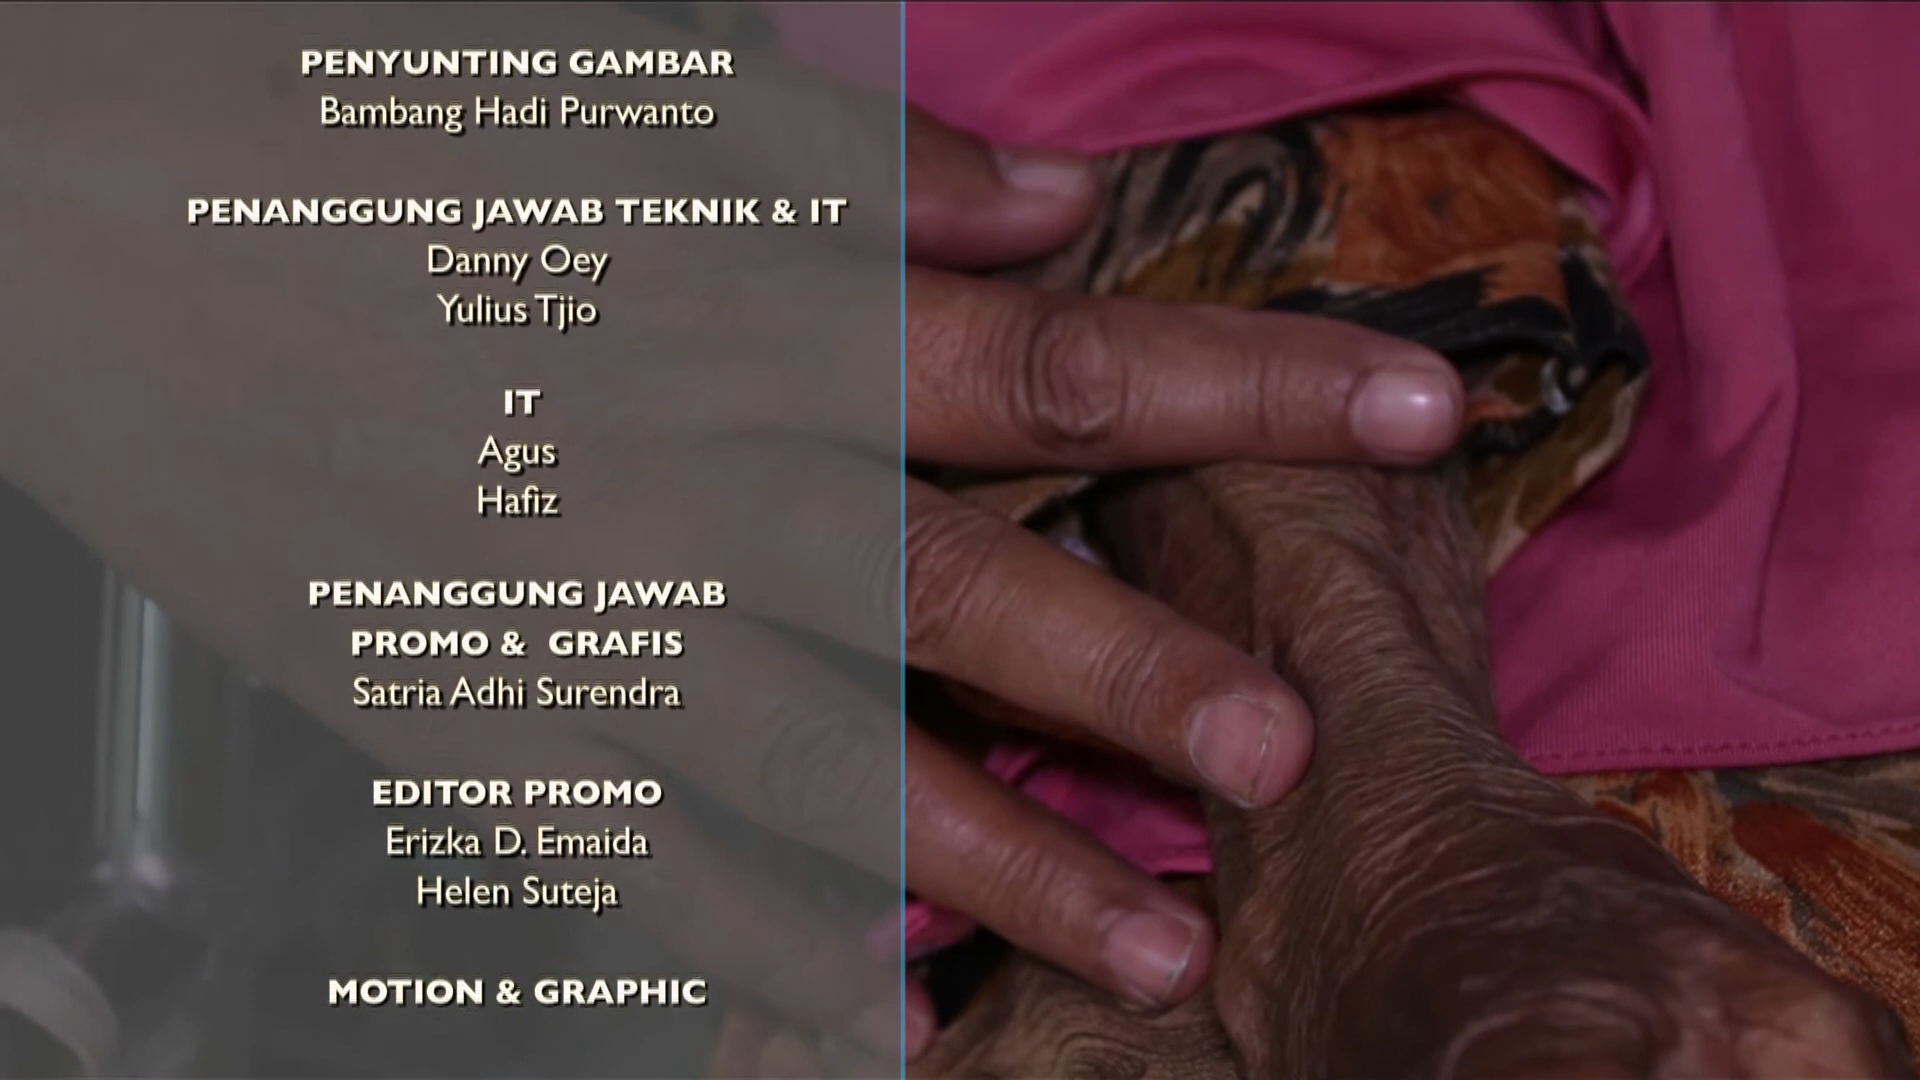 PENYUNTING GAMBAR
Bambang Hadi Purwanto
PENANGGUNG JAWAB TEKNIK & IT
Danny Oey
Yulius Tjio
IT
Agus
Hafiz
PENANGGUNG JAWAB
PROMO & GRAFIS
Satria Adhi Surendra
EDITOR PROMO
Erizka D. Emaida
Helen Suteja
MOTION & GRAPHIC